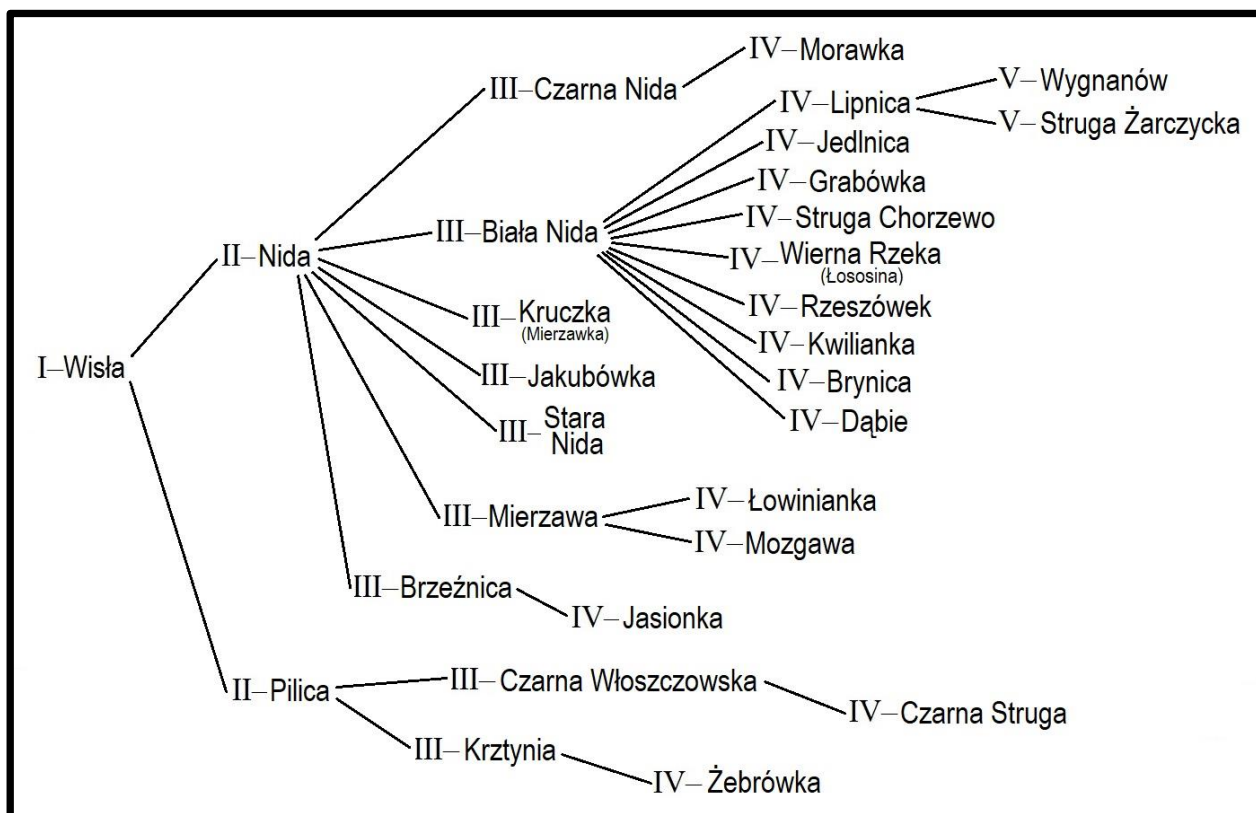 IV–Morawka
III–Czarna Nida
V–Wygnanów
IV–Lipnica
V–Struga Żarczycka
IV–Jedlnica
IV–Grabówka
IV–Struga Chorzewo
III–Biała Nida
II–Nida
IV–Wierna Rzeka
(Łososina)
IV–Rzeszówek
III–Kruczka
(Mierzawka)
IV–Kwilianka
I–Wisła
III–Jakubówka
IV–Brynica
IV–Dąbie
III–Stara
Nida
IV–Łowinianka
III–Mierzawa
IV–Mozgawa
III–Brzeźnica
IV–Jasionka
III–Czarna Włoszczowska
II–Pilica
IV–Czarna Struga
III–Krztynia
IV–Żebrówka